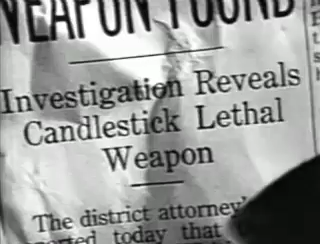 WEAPON FOUND
Investigation Reveals
Candlestick Lethal
Weapon
The district attorney's
today that